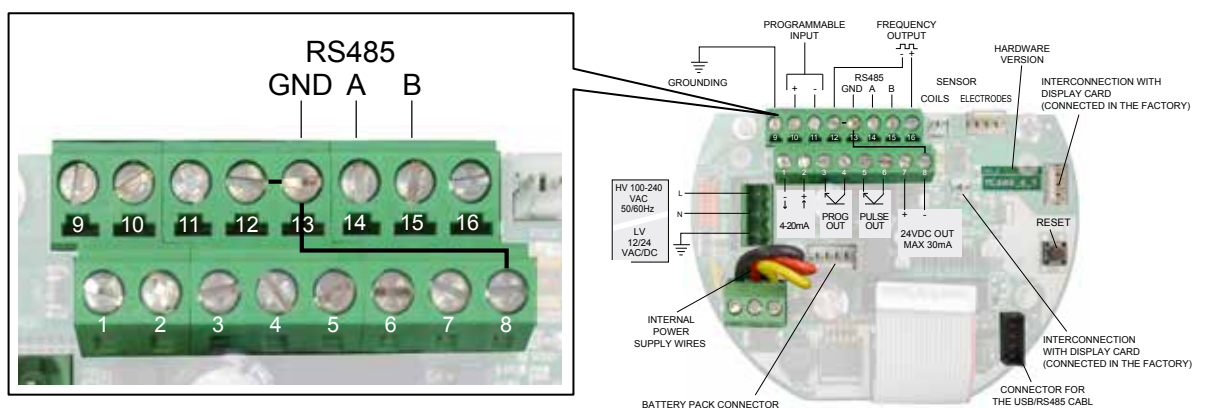 RS485
GND A B
9 10 11 12 13 14 15 16
1 2 3 4 5 6 7 8
PROGRAMMABLE
INPUT
FREQUENCY
OUTPUT
- +
HARDWARE
VERSION
GROUNDING
+ -
RS485
GND A B
SENSOR
COILS ELECTRODES
INTERCONNECTION WITH
DISPLAY CARD
(CONNECTED IN THE FACTORY)
9 10 11 12 13 14 15 16
1 2 3 4 5 6 7 8
HV 100-240
VAC
50/60Hz
LV
12/24
VAC/DC
L
N
- +
4-20mA
PROG
OUT
PULSE
OUT
+ -
24VDC OUT
MAX 30mA
RESET
INTERNAL
POWER
SUPPLY WIRES
BATTERY PACK CONNECTOR
INTERCONNECTION
WITH DISPLAY CARD
(CONNECTED IN THE FACTORY)
CONNECTOR FOR
THE USB/RS485 CABL